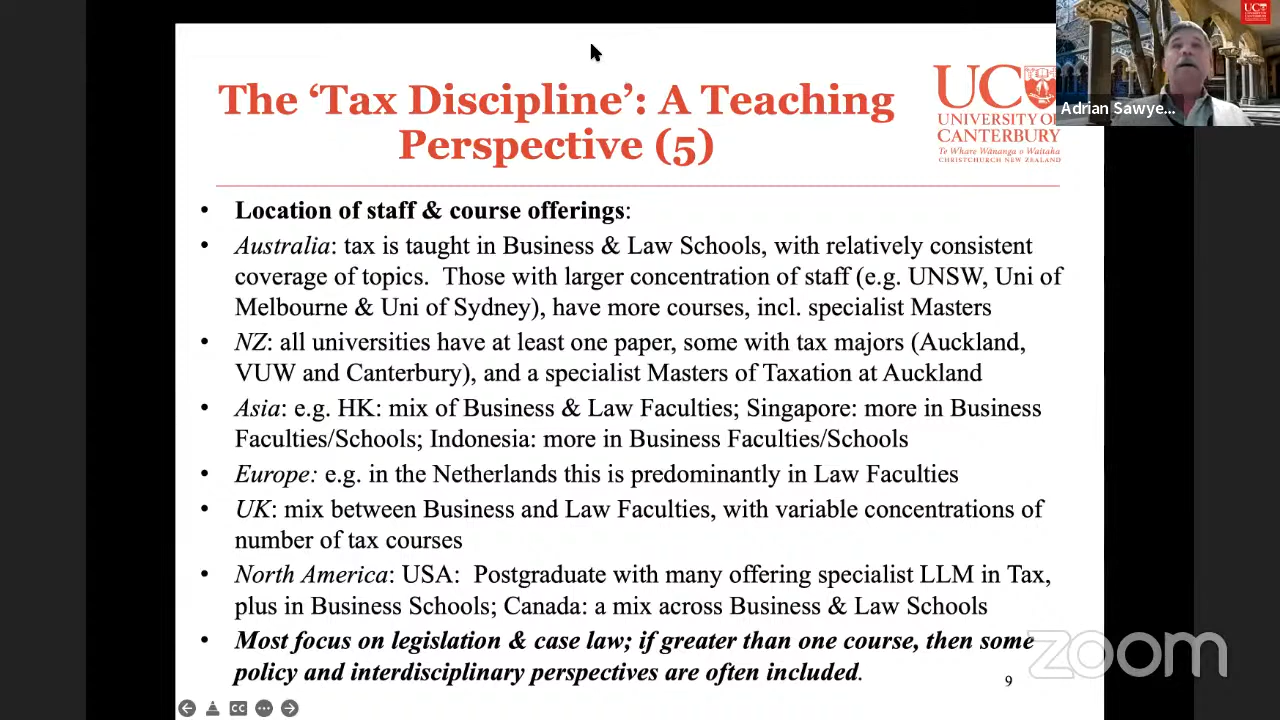 The ‘Tax Discipline’: A Teaching
Perspective (5)
UC
UNIVERSITY OF
CANTERBURY
Te Whare Wānanga o Waitaha
CHRISTCHURCH NEW ZEALAND
UC
Adrian Sawye...
• Location of staff & course offerings:
• Australia: tax is taught in Business & Law Schools, with relatively consistent
coverage of topics. Those with larger concentration of staff (e.g. UNSW, Uni of
Melbourne & Uni of Sydney), have more courses, incl. specialist Masters
• NZ: all universities have at least one paper, some with tax majors (Auckland,
VUW and Canterbury), and a specialist Masters of Taxation at Auckland
• Asia: e.g. HK: mix of Business & Law Faculties; Singapore: more in Business
Faculties/Schools; Indonesia: more in Business Faculties/Schools
• Europe: e.g. in the Netherlands this is predominantly in Law Faculties
• UK: mix between Business and Law Faculties, with variable concentrations of
number of tax courses
• North America: USA: Postgraduate with many offering specialist LLM in Tax,
plus in Business Schools; Canada: a mix across Business & Law Schools
• Most focus on legislation & case law; if greater than one course, then some
policy and interdisciplinary perspectives are often included.
9
zoom
CC